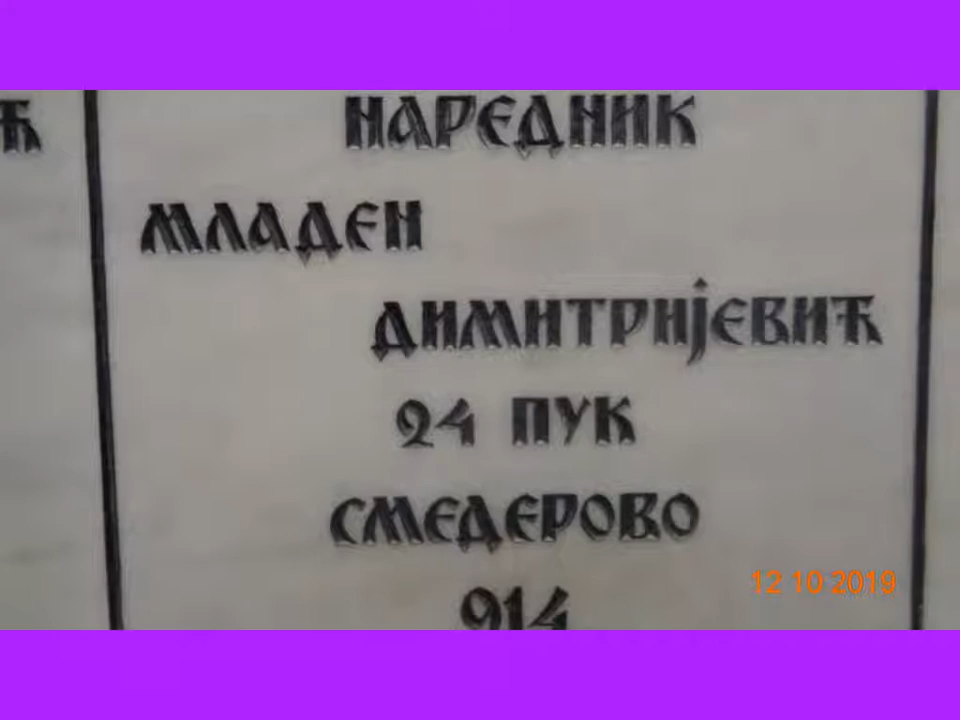 НАРЕДНИК
МЛАДЕН
ДИМИТРИЈЕВИЋ
24 ПУК
СМЕДЕРОВО
914
12 10 2019